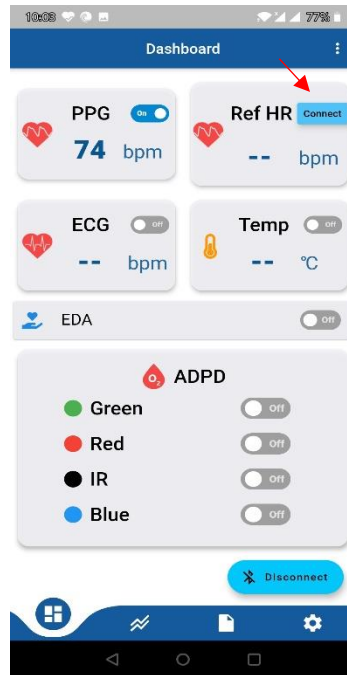 10:03 77%
Dashboard
PPG On
74 bpm
Ref HR Connect
-- bpm
ECG Off
-- bpm
Temp Off
-- °C
EDA Off
O₂ ADPD
Green Off
Red Off
IR Off
Blue Off
Disconnect